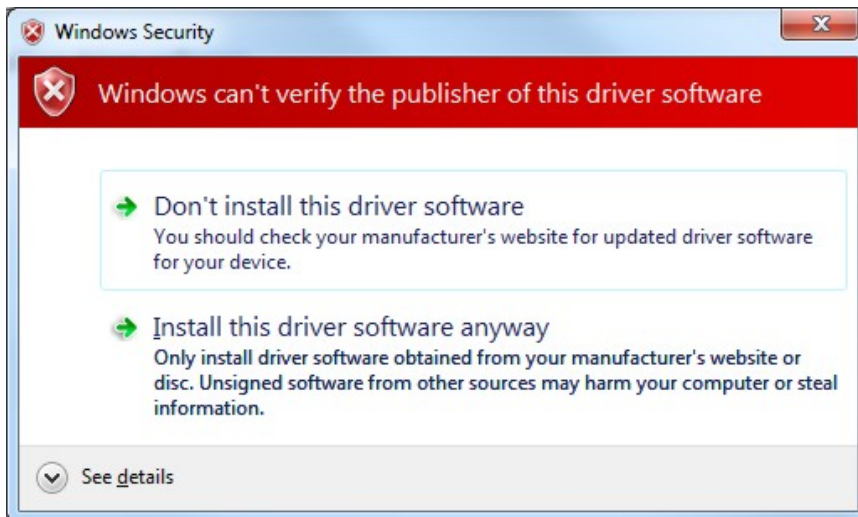 Windows Security
Windows can't verify the publisher of this driver software
Don't install this driver software
You should check your manufacturer's website for updated driver software
for your device.
Install this driver software anyway
Only install driver software obtained from your manufacturer's website or
disc. Unsigned software from other sources may harm your computer or steal
information.
See details